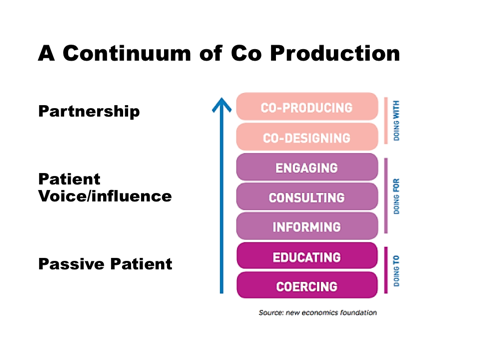 A Continuum of Co Production
Partnership
CO-PRODUCING
CO-DESIGNING
DOING WITH
Patient
Voice/influence
ENGAGING
CONSULTING
INFORMING
DOING FOR
Passive Patient
EDUCATING
COERCING
DOING TO
Source: new economics foundation